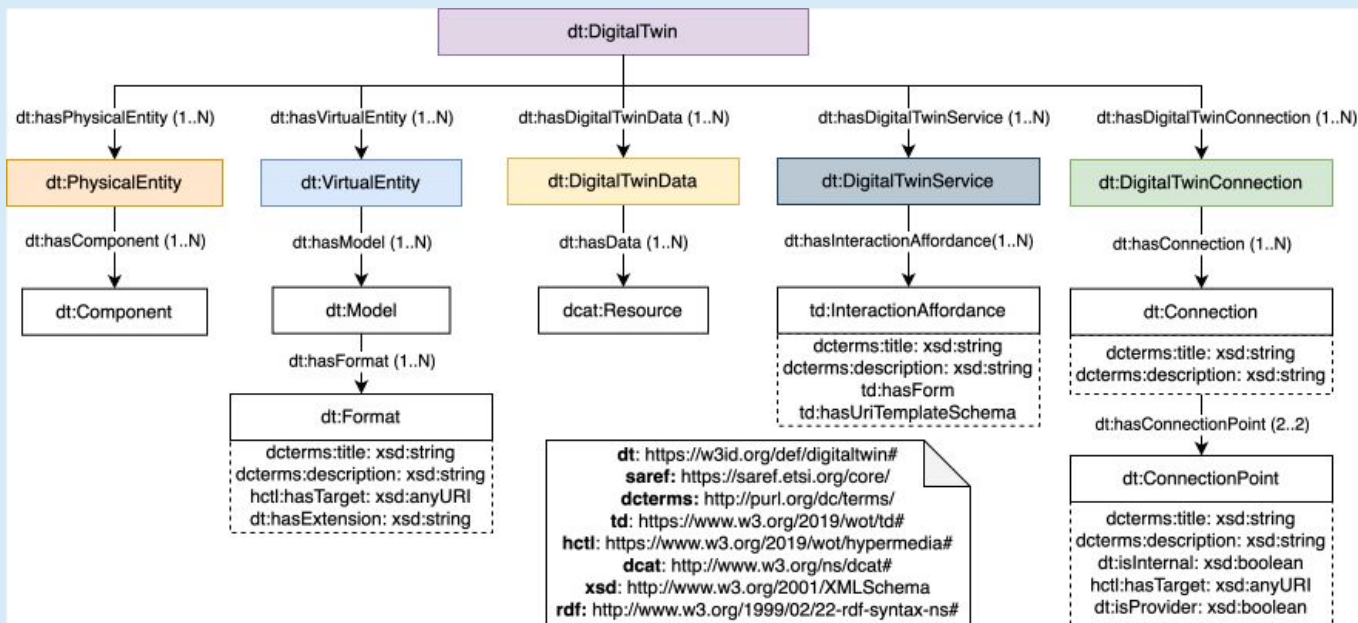 dt:DigitalTwin
dt:hasPhysicalEntity (1..N)
dt:hasVirtualEntity (1..N)
dt:hasDigitalTwinData (1..N)
dt:hasDigitalTwinService (1..N)
dt:hasDigitalTwinConnection (1..N)
dt:PhysicalEntity
dt:VirtualEntity
dt:DigitalTwinData
dt:DigitalTwinService
dt:DigitalTwinConnection
dt:hasComponent (1..N)
dt:hasModel (1..N)
dt:hasData (1..N)
dt:hasInteractionAffordance(1..N)
dt:hasConnection (1..N)
dt:Component
dt:Model
dcat:Resource
td:InteractionAffordance
dt:Connection
dcterms:title: xsd:string
dcterms:description: xsd:string
td:hasForm
td:hasUriTemplateSchema
dcterms:title: xsd:string
dcterms:description: xsd:string
dt:hasFormat (1..N)
dt:Format
dcterms:title: xsd:string
dcterms:description: xsd:string
hctl:hasTarget: xsd:anyURI
dt:hasExtension: xsd:string
dt:hasConnectionPoint (2..2)
dt:ConnectionPoint
dcterms:title: xsd:string
dcterms:description: xsd:string
dt:isInternal: xsd:boolean
hctl:hasTarget: xsd:anyURI
dt:isProvider: xsd:boolean
dt: https://w3id.org/def/digitaltwin#
saref: https://saref.etsi.org/core/
dcterms: http://purl.org/dc/terms/
td: https://www.w3.org/2019/wot/td#
hctl: https://www.w3.org/2019/wot/hypermedia#
dcat: http://www.w3.org/ns/dcat#
xsd: http://www.w3.org/2001/XMLSchema
rdf: http://www.w3.org/1999/02/22-rdf-syntax-ns#